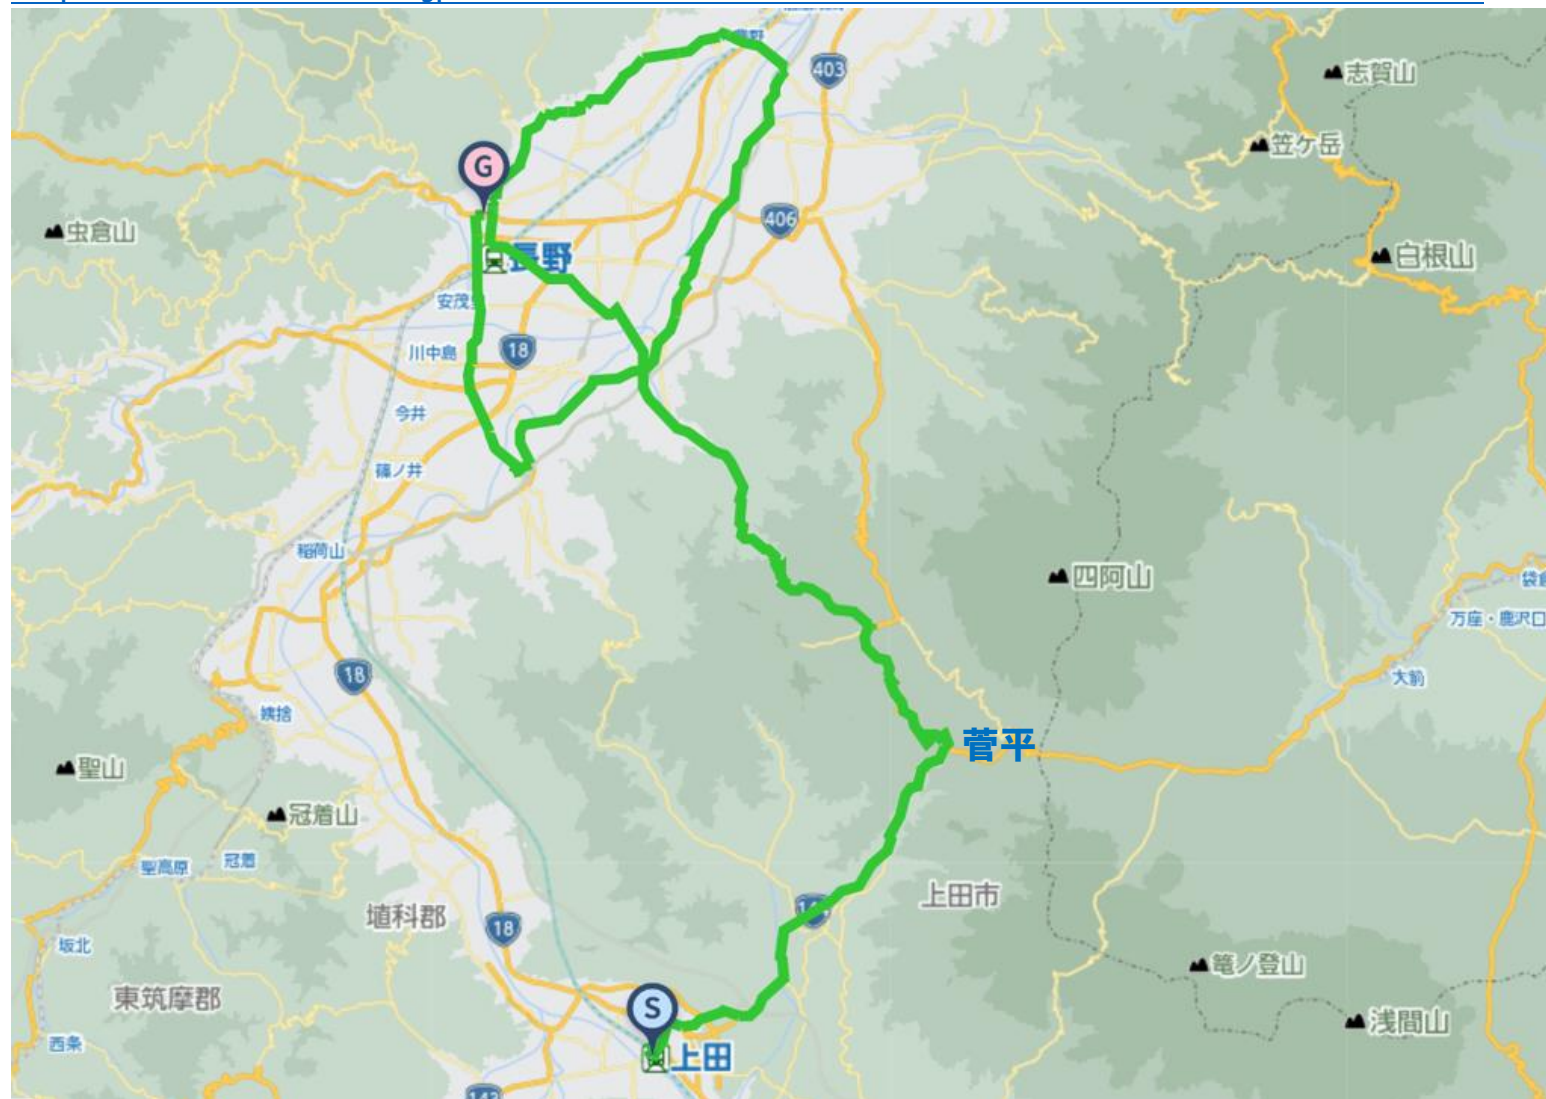 403
志賀山
笠ケ岳
G
406
虫倉山
白根山
長野
18
川中島
今井
篠ノ井
稲荷山
四阿山
万座・鹿沢口
18
大前
姨捨
菅平
聖山
冠着山
冠着
聖高原
上田市
埴科郡
18
坂北
篭ノ登山
東筑摩郡
S
浅間山
西条
上田